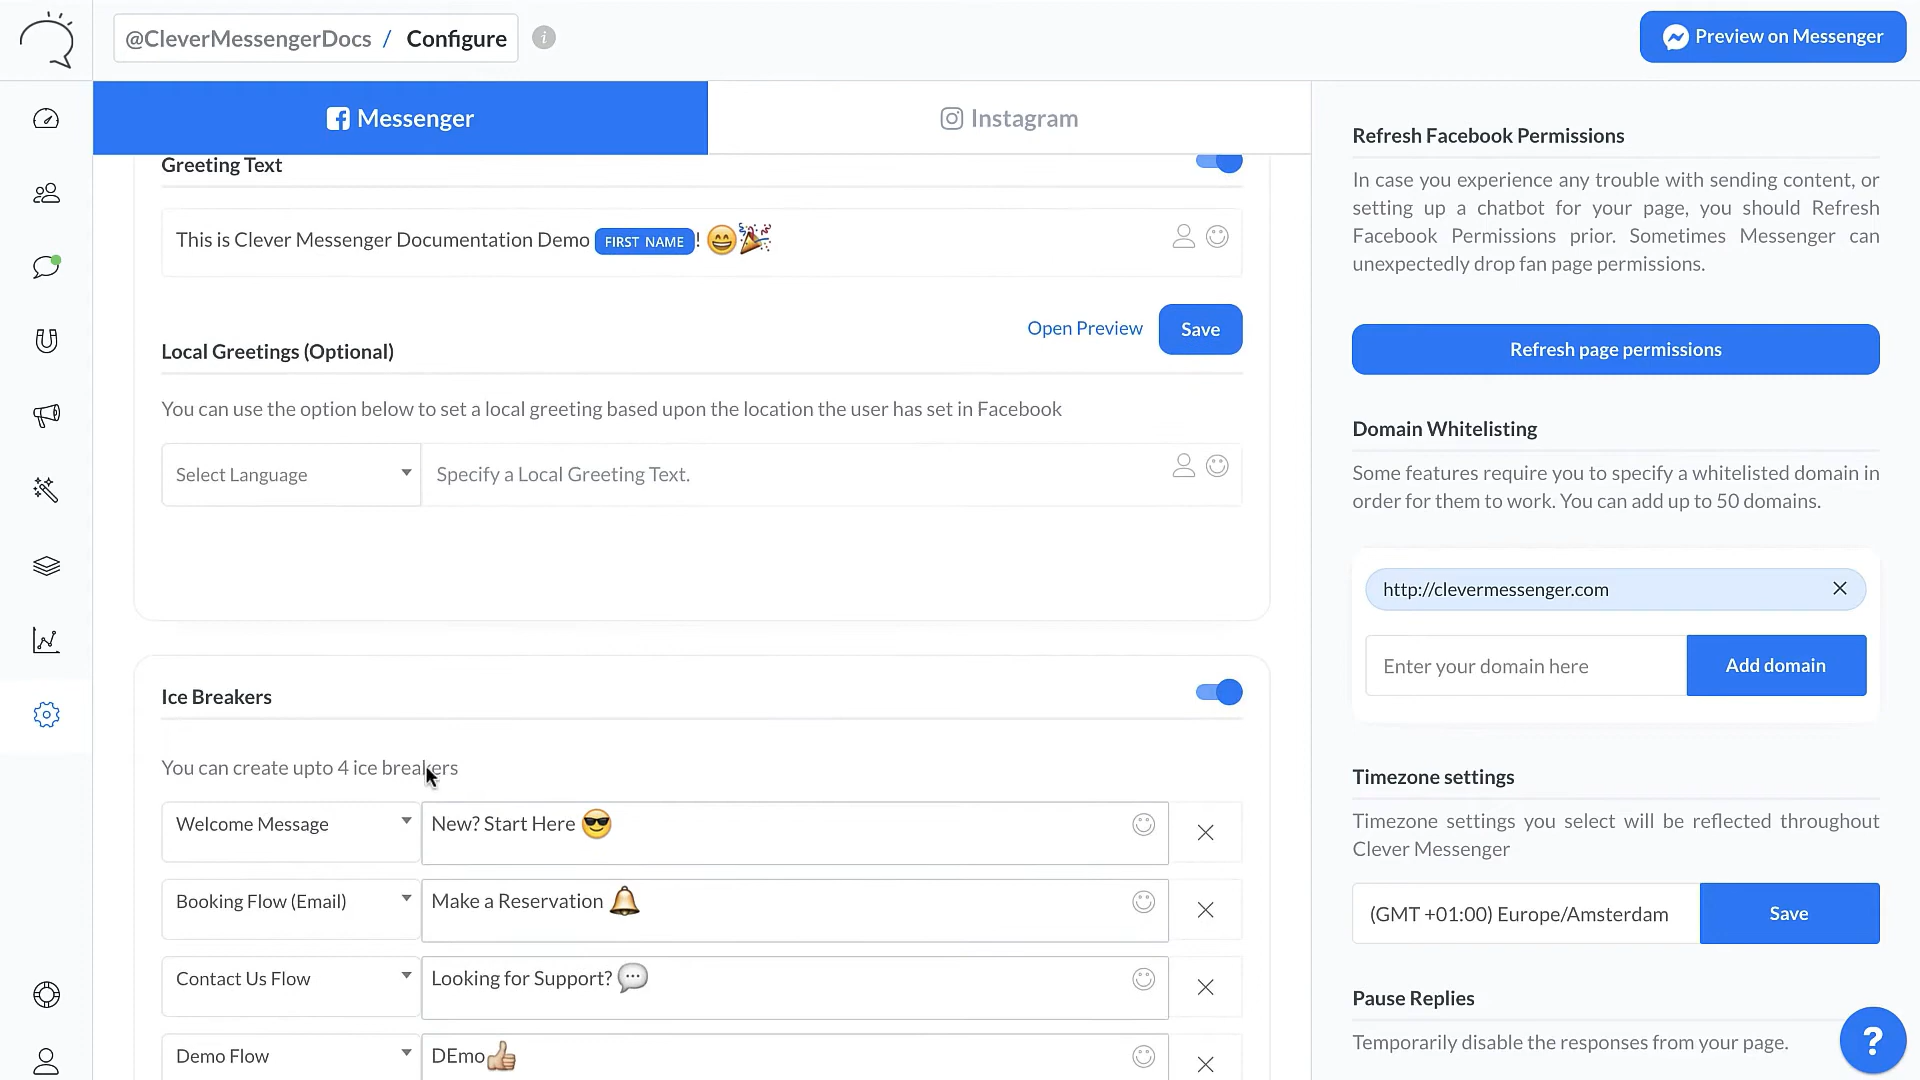 @CleverMessengerDocs / Configure
Preview on Messenger
Messenger
Instagram
Greeting Text
This is Clever Messenger Documentation Demo FIRST NAME ! 😄🎉
Open Preview
Save
Local Greetings (Optional)
You can use the option below to set a local greeting based upon the location the user has set in Facebook
Select Language
Specify a Local Greeting Text.
Ice Breakers
You can create upto 4 ice breakers
Welcome Message
New? Start Here 😎
Booking Flow (Email)
Make a Reservation 🔔
Contact Us Flow
Looking for Support? 💬
Demo Flow
DEmo👍
Refresh Facebook Permissions
In case you experience any trouble with sending content, or
setting up a chatbot for your page, you should Refresh
Facebook Permissions prior. Sometimes Messenger can
unexpectedly drop fan page permissions.
Refresh page permissions
Domain Whitelisting
Some features require you to specify a whitelisted domain in
order for them to work. You can add up to 50 domains.
http://clevermessenger.com
Enter your domain here
Add domain
Timezone settings
Timezone settings you select will be reflected throughout
Clever Messenger
(GMT +01:00) Europe/Amsterdam
Save
Pause Replies
Temporarily disable the responses from your page.
?